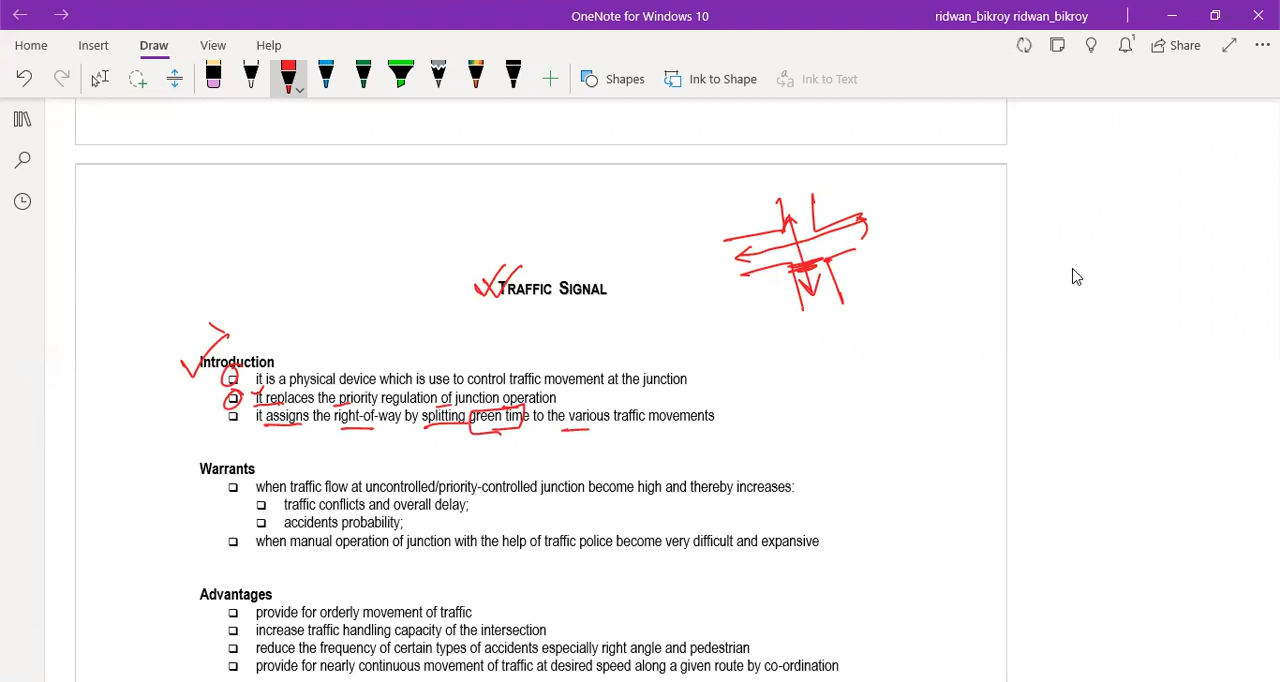 OneNote for Windows 10
ridwan_bikroy ridwan_bikroy
Home Insert Draw View Help
Share
Shapes Ink to Shape Ink to Text
TRAFFIC SIGNAL
Introduction
it is a physical device which is use to control traffic movement at the junction
it replaces the priority regulation of junction operation
it assigns the right-of-way by splitting green time to the various traffic movements
Warrants
when traffic flow at uncontrolled/priority-controlled junction become high and thereby increases:
traffic conflicts and overall delay;
accidents probability;
when manual operation of junction with the help of traffic police become very difficult and expansive
Advantages
provide for orderly movement of traffic
increase traffic handling capacity of the intersection
reduce the frequency of certain types of accidents especially right angle and pedestrian
provide for nearly continuous movement of traffic at desired speed along a given route by co-ordination